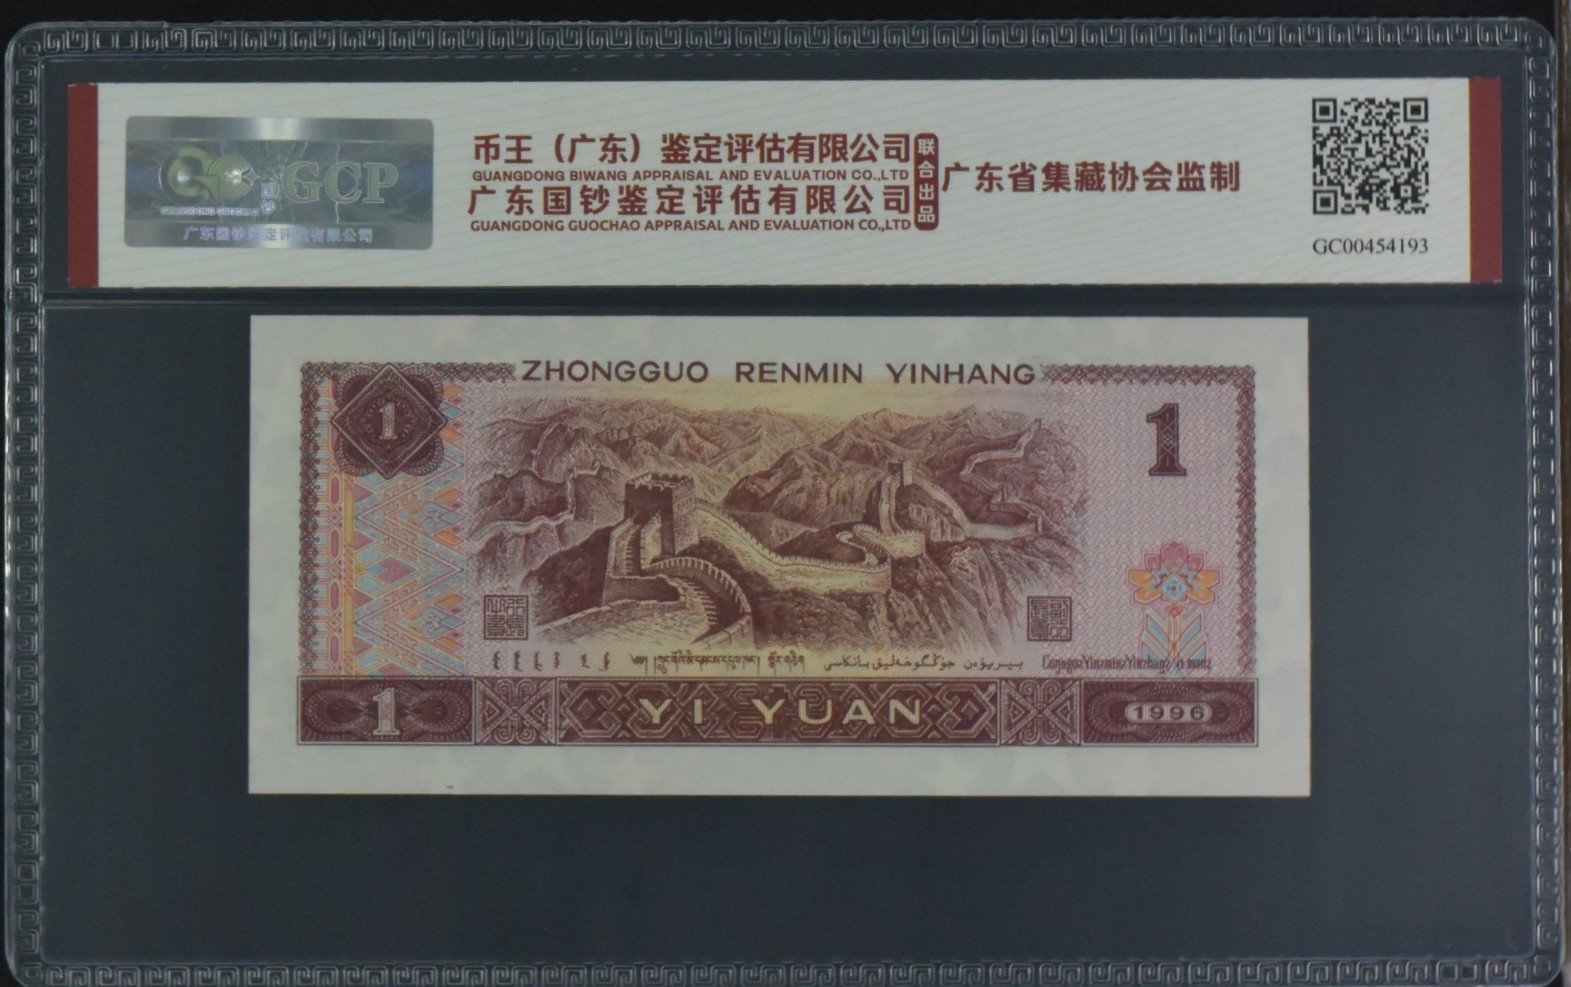 GCP
广东国钞鉴定评估有限公司
币王（广东）鉴定评估有限公司
GUANGDONG BIWANG APPRAISAL AND EVALUATION CO.,LTD
广东国钞鉴定评估有限公司
GUANGDONG GUOCHAO APPRAISAL AND EVALUATION CO.,LTD
联合出品
广东省集藏协会监制
GC00454193
ZHONGGUO RENMIN YINHANG
1
1
1 YI YUAN 1996